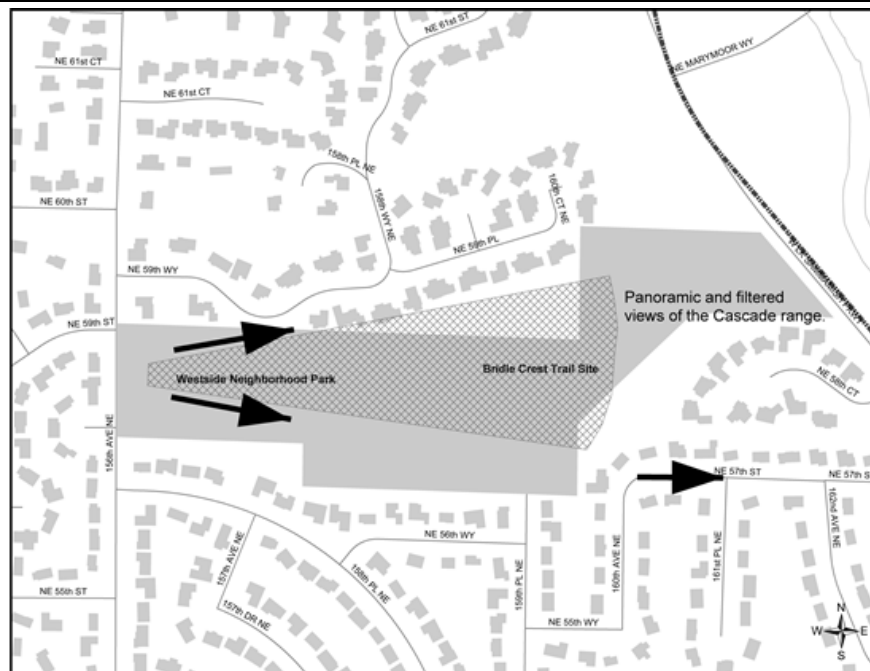 NE 61st ST
NE 61st CT
NE MARYMOOR WY
NE 61st CT
158th PL NE
160th CT NE
NE 60th ST
158th WY NE
NE 59th PL
NE 59th WY
Panoramic and filtered
views of the Cascade range.
NE 59th ST
Bridle Crest Trail Site
Westside Neighborhood Park
NE 58th CT
156th AVE NE
NE 57th ST
NE 57th S
162nd AVE NE
157th AVE NE
NE 56th WY
160th AVE NE
161st PL NE
158th PL NE
159th PL NE
NE 55th ST
157th DR NE
NE 55th WY
N
W
E
S